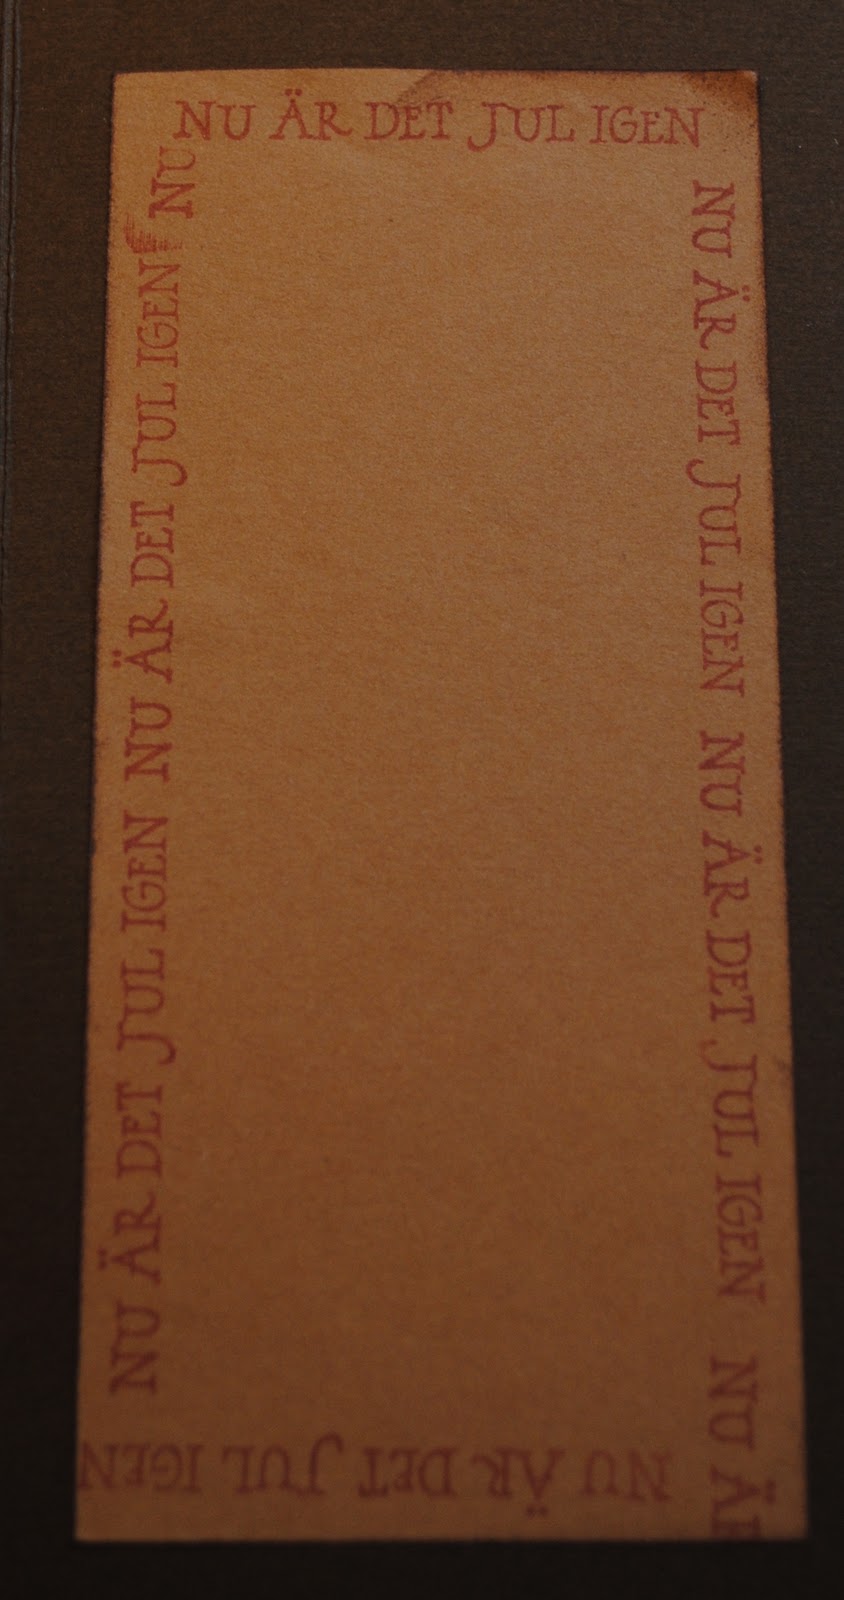 NU ÄR DET JUL IGEN
NU ÄR DET JUL IGEN NU ÄR DET JUL IGEN NU ÄR
NU ÄR DET JUL IGEN
NU ÄR DET JUL IGEN NU ÄR DET JUL IGEN NU